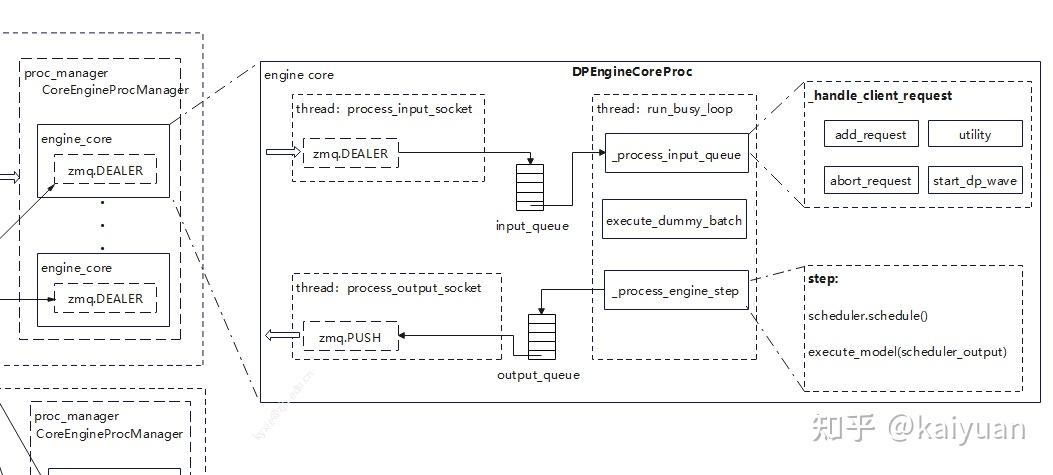 proc_manager
CoreEngineProcManager
engine_core
zmq.DEALER
engine_core
zmq.DEALER
proc_manager
CoreEngineProcManager
engine core
DPEngineCoreProc
thread: process_input_socket
zmq.DEALER
input_queue
thread: run_busy_loop
_process_input_queue
execute_dummy_batch
_process_engine_step
thread: process_output_socket
zmq.PUSH
output_queue
_handle_client_request
add_request
utility
abort_request
start_dp_wave
step:
scheduler.schedule()
execute_model(scheduler_output)
知乎 @kaiyuan